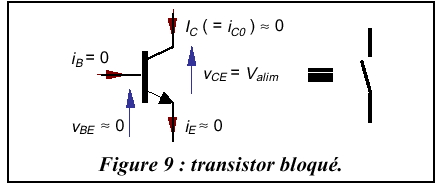 I_C ( = i_C0 ) ≈ 0
i_B = 0
v_CE = V_alim
v_BE ≈ 0
i_E ≈ 0
Figure 9 : transistor bloqué.